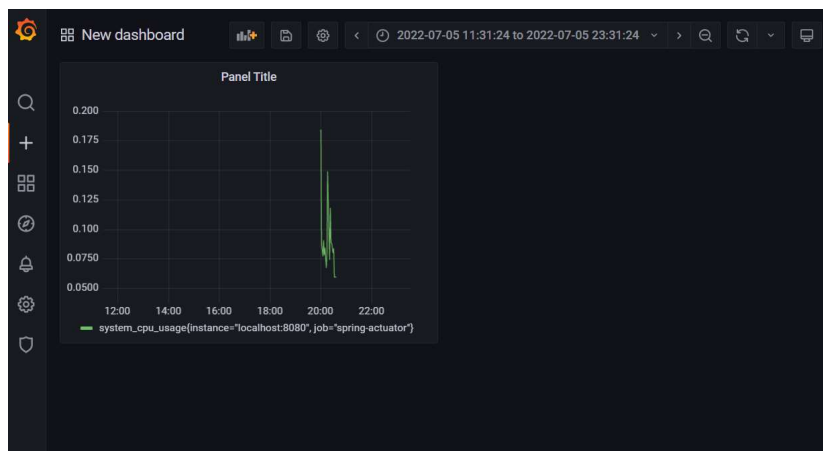 New dashboard
2022-07-05 11:31:24 to 2022-07-05 23:31:24
Panel Title
0.200
0.175
0.150
0.125
0.100
0.0750
0.0500
12:00 14:00 16:00 18:00 20:00 22:00
system_cpu_usage{instance="localhost:8080", job="spring-actuator"}